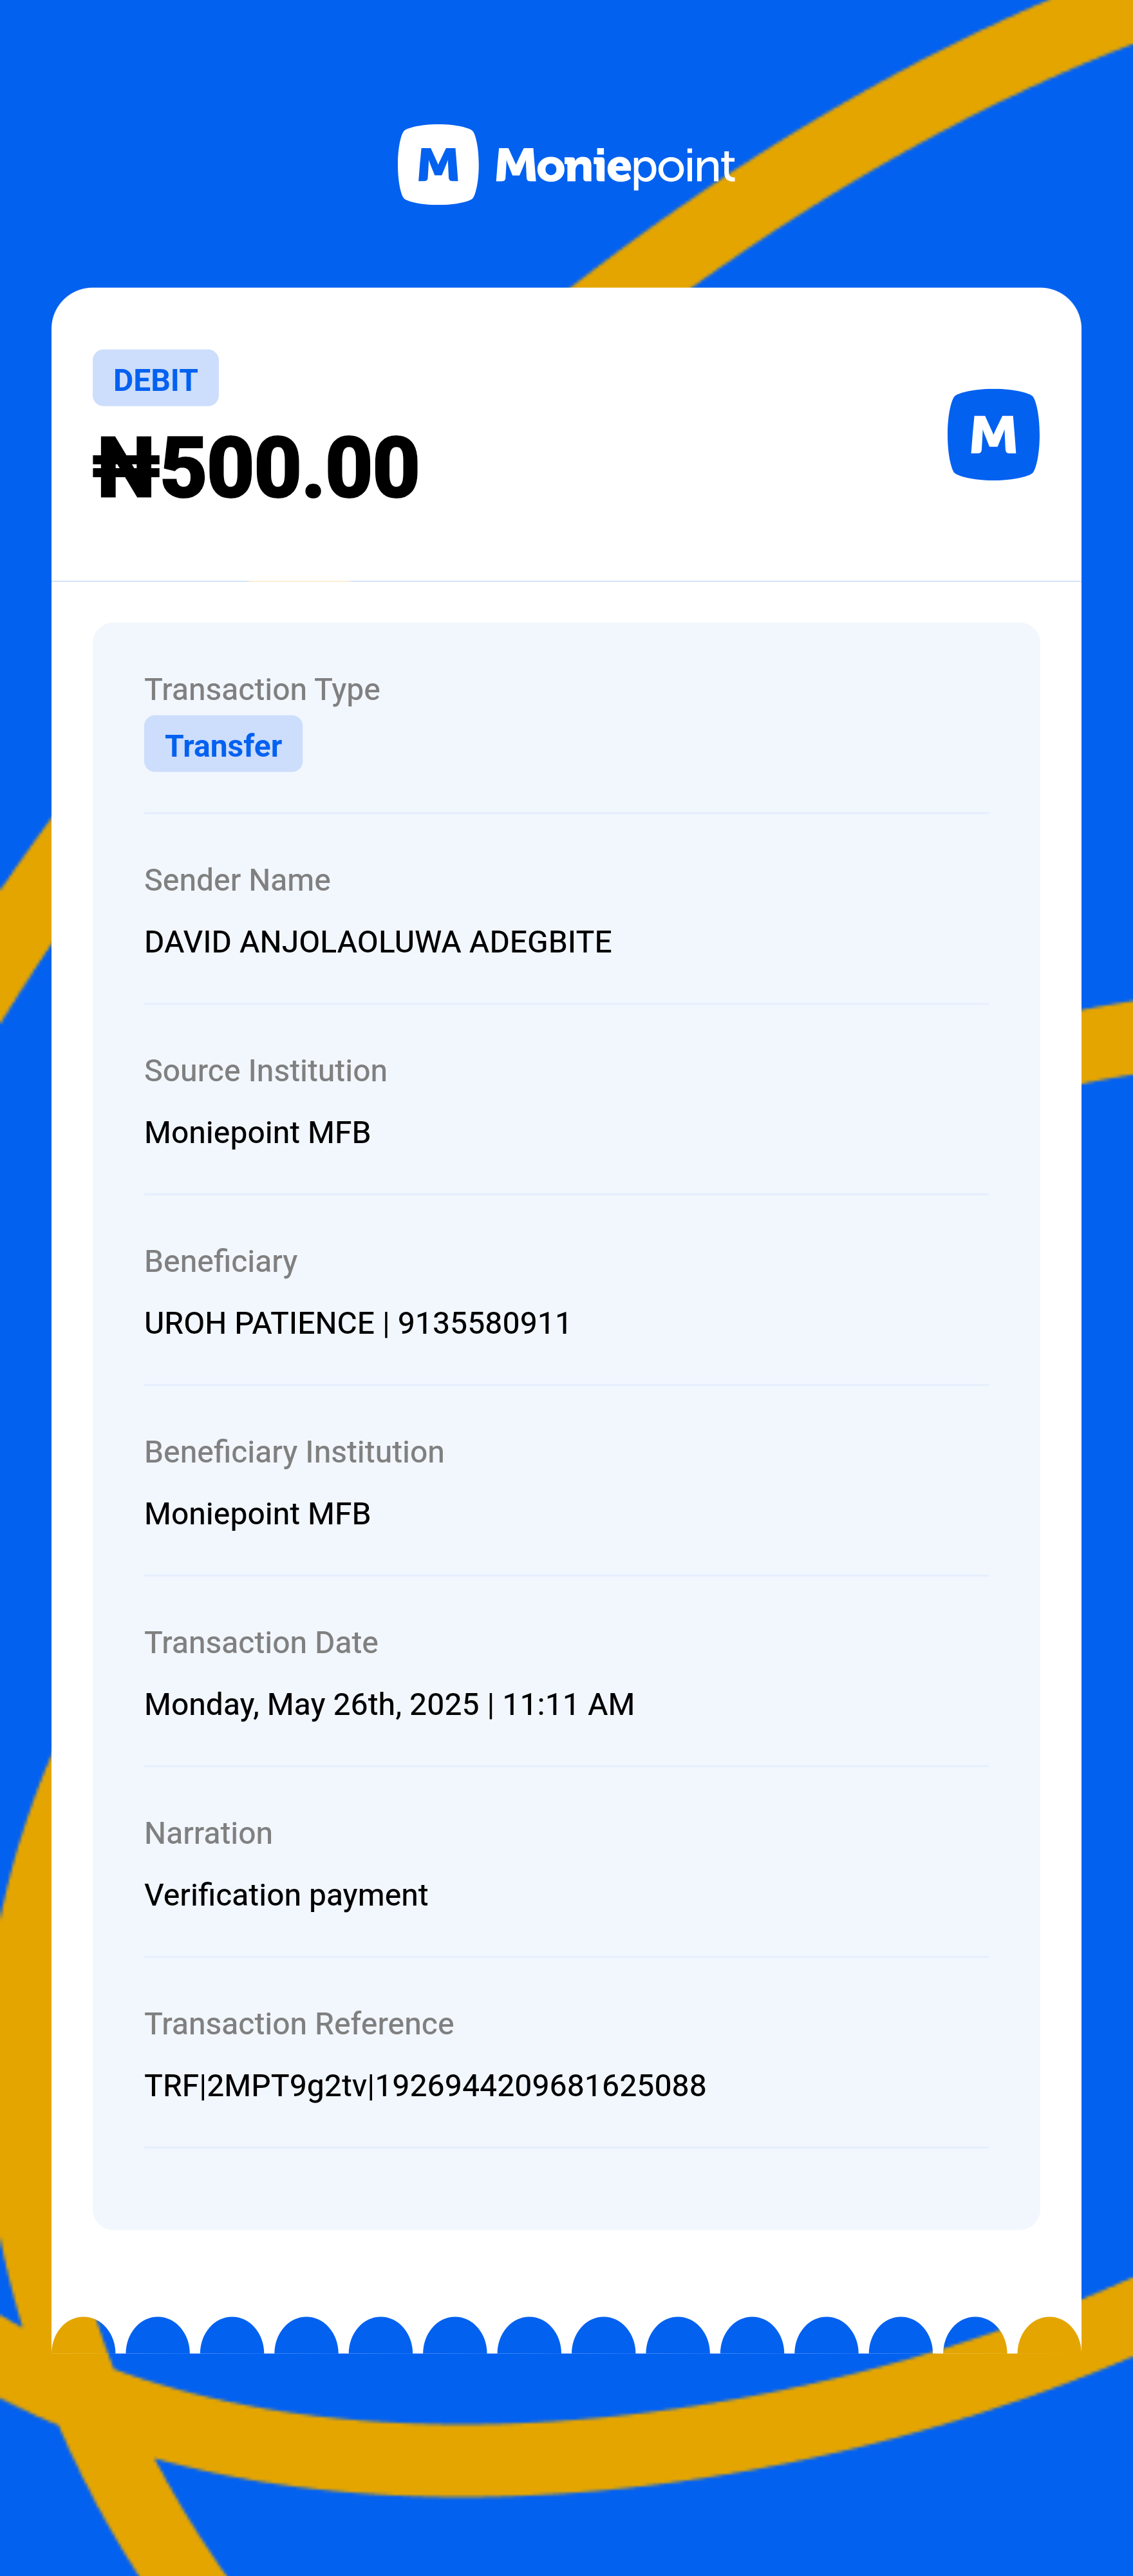 M Moniepoint
DEBIT
₦500.00
M
Transaction Type
Transfer
Sender Name
DAVID ANJOLAOLUWA ADEGBITE
Source Institution
Moniepoint MFB
Beneficiary
UROH PATIENCE | 9135580911
Beneficiary Institution
Moniepoint MFB
Transaction Date
Monday, May 26th, 2025 | 11:11 AM
Narration
Verification payment
Transaction Reference
TRF|2MPT9g2tv|1926944209681625088